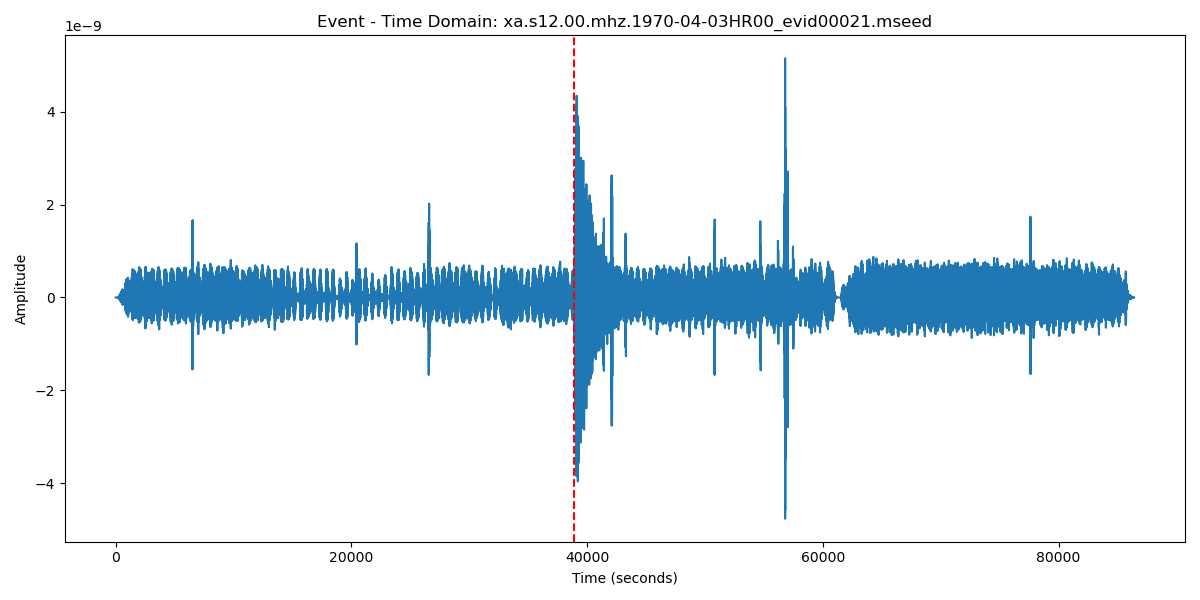 Event - Time Domain: xa.s12.00.mhz.1970-04-03HR00_evid00021.mseed
1e−9
4
2
0
−2
−4
Amplitude
0 20000 40000 60000 80000
Time (seconds)